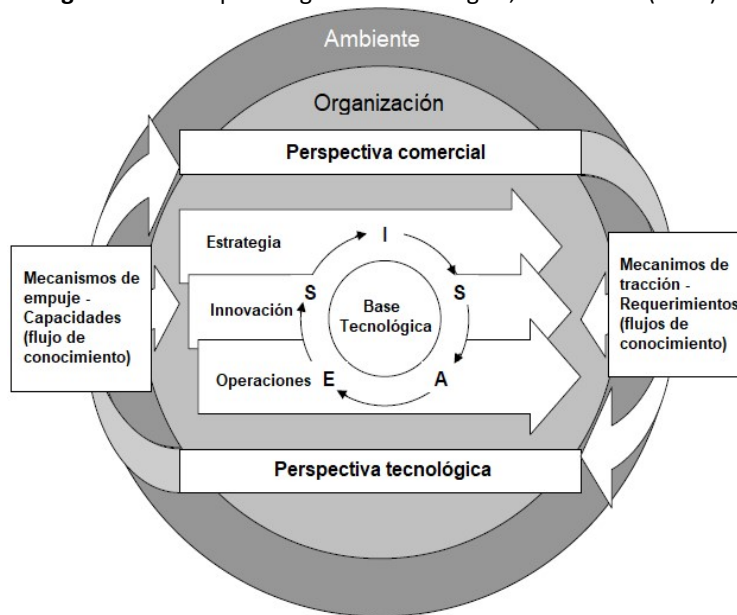 Ambiente
Organización
Perspectiva comercial
Estrategia
I
Mecanismos de
empuje -
Capacidades
(flujo de
conocimiento)
Innovación
S
Base
Tecnológica
S
Mecanimos de
tracción -
Requerimientos
(flujos de
conocimiento)
Operaciones
E
A
Perspectiva tecnológica